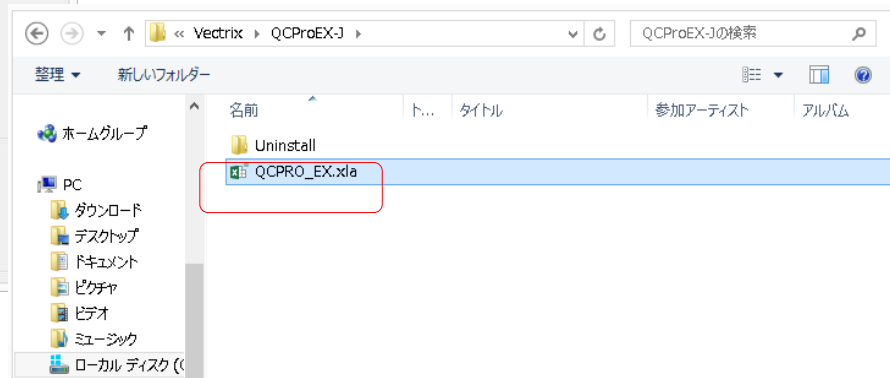 « Vectrix › QCProEX-J ›
QCProEX-Jの検索
整理 新しいフォルダー
名前 ト... タイトル 参加アーティスト アルバム
ホームグループ
Uninstall
QCPRO_EX.xla
PC
ダウンロード
デスクトップ
ドキュメント
ピクチャ
ビデオ
ミュージック
ローカル ディスク (C